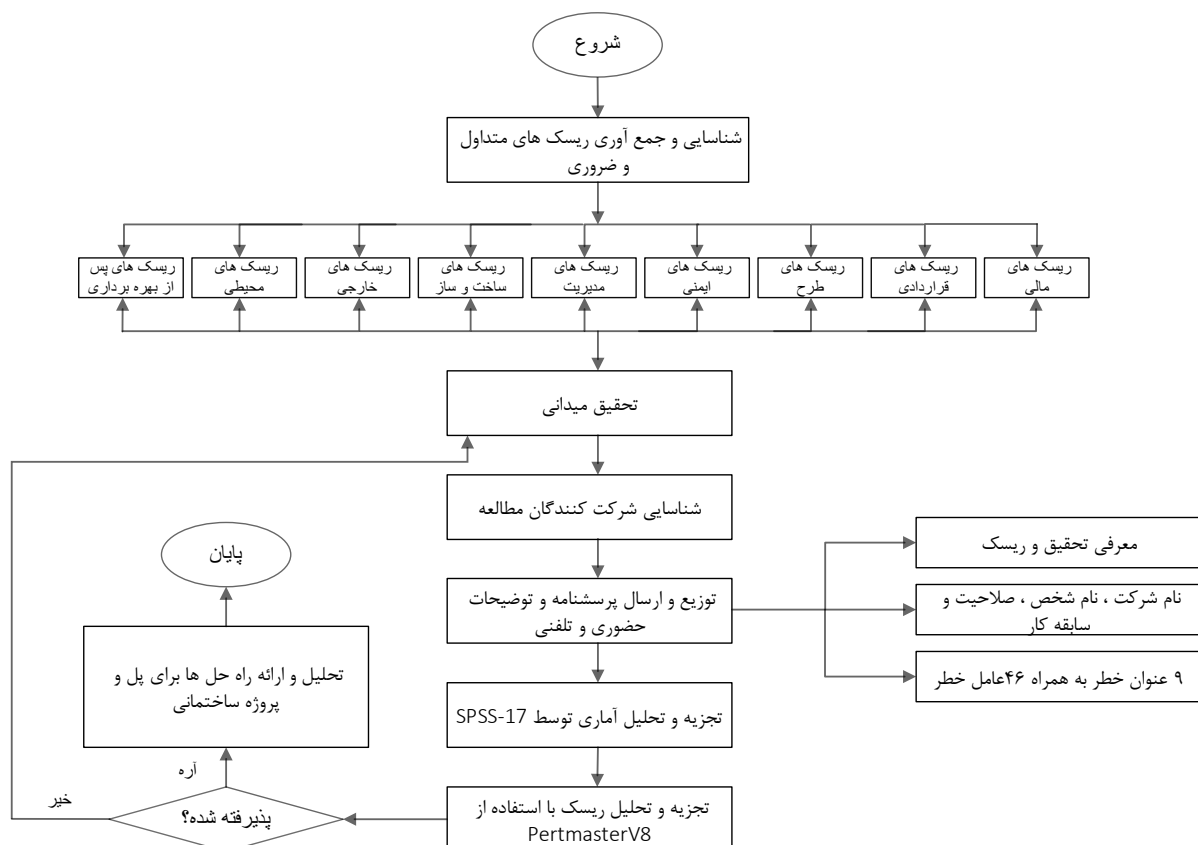 شروع
شناسایی و جمع آوری ریسک های متداول
و ضروری
ریسک های
مالی
ریسک های
قراردادی
ریسک های
طرح
ریسک های
ایمنی
ریسک های
مدیریت
ریسک های
ساخت و ساز
ریسک های
خارجی
ریسک های
محیطی
ریسک های پس
از بهره برداری
تحقیق میدانی
شناسایی شرکت کنندگان مطالعه
توزیع و ارسال پرسشنامه و توضیحات
حضوری و تلفنی
معرفی تحقیق و ریسک
نام شرکت ، نام شخص ، صلاحیت و
سابقه کار
۹ عنوان خطر به همراه ۴۶عامل خطر
تجزیه و تحلیل آماری توسط SPSS-17
تجزیه و تحلیل ریسک با استفاده از
PertmasterV8
پذیرفته شده؟
آره
خیر
تحلیل و ارائه راه حل ها برای پل و
پروژه ساختمانی
پایان